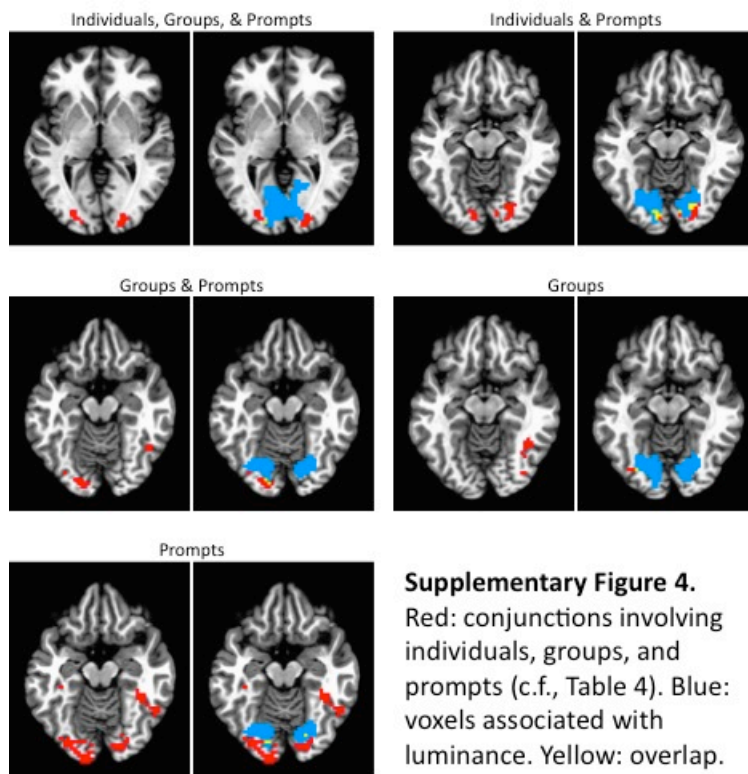 Individuals, Groups, & Prompts
Individuals & Prompts
Groups & Prompts
Groups
Prompts
Supplementary Figure 4.
Red: conjunctions involving
individuals, groups, and
prompts (c.f., Table 4). Blue:
voxels associated with
luminance. Yellow: overlap.